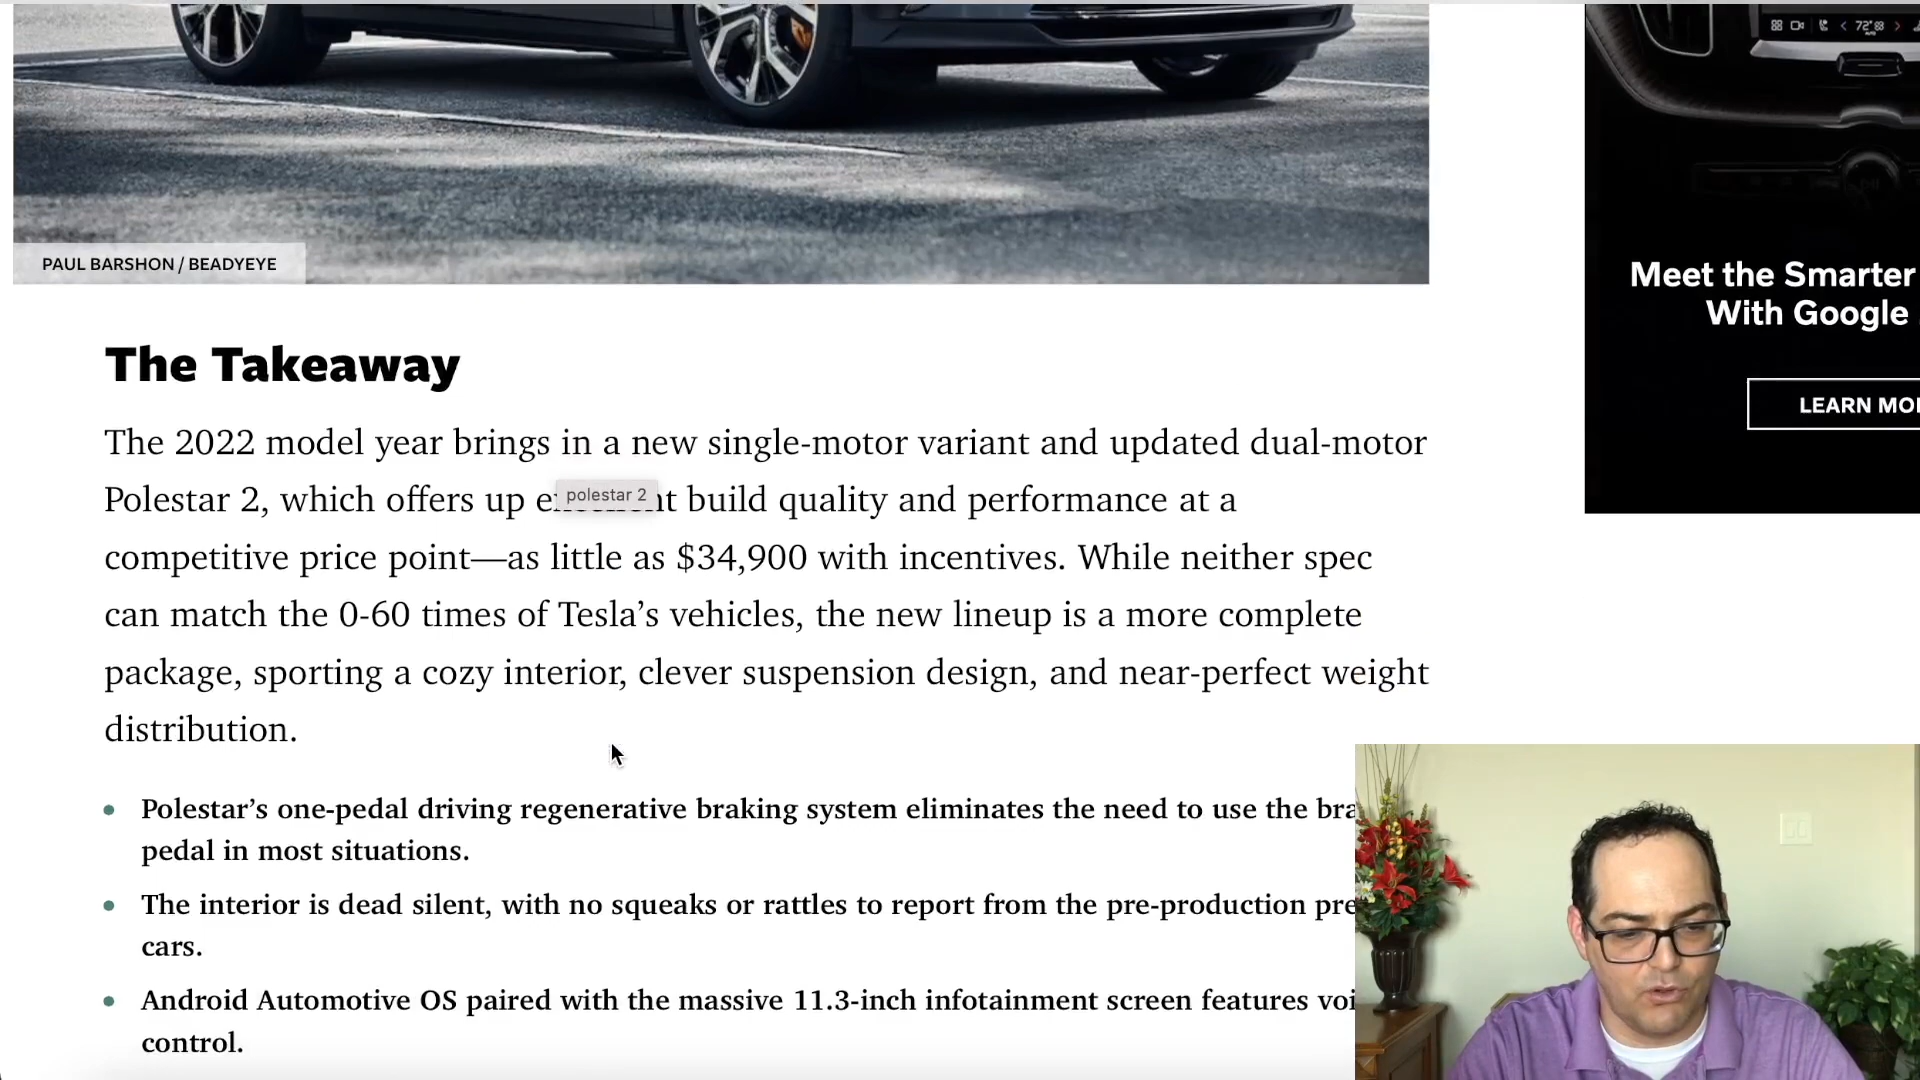 72°
PAUL BARSHON / BEADYEYE
Meet the Smarter
With Google
LEARN MO
The Takeaway
The 2022 model year brings in a new single-motor variant and updated dual-motor
Polestar 2, which offers up build quality and performance at a
polestar 2
competitive price point—as little as $34,900 with incentives. While neither spec
can match the 0-60 times of Tesla’s vehicles, the new lineup is a more complete
package, sporting a cozy interior, clever suspension design, and near-perfect weight
distribution.
• Polestar’s one-pedal driving regenerative braking system eliminates the need to use the bra
pedal in most situations.
• The interior is dead silent, with no squeaks or rattles to report from the pre-production pre
cars.
• Android Automotive OS paired with the massive 11.3-inch infotainment screen features voi
control.